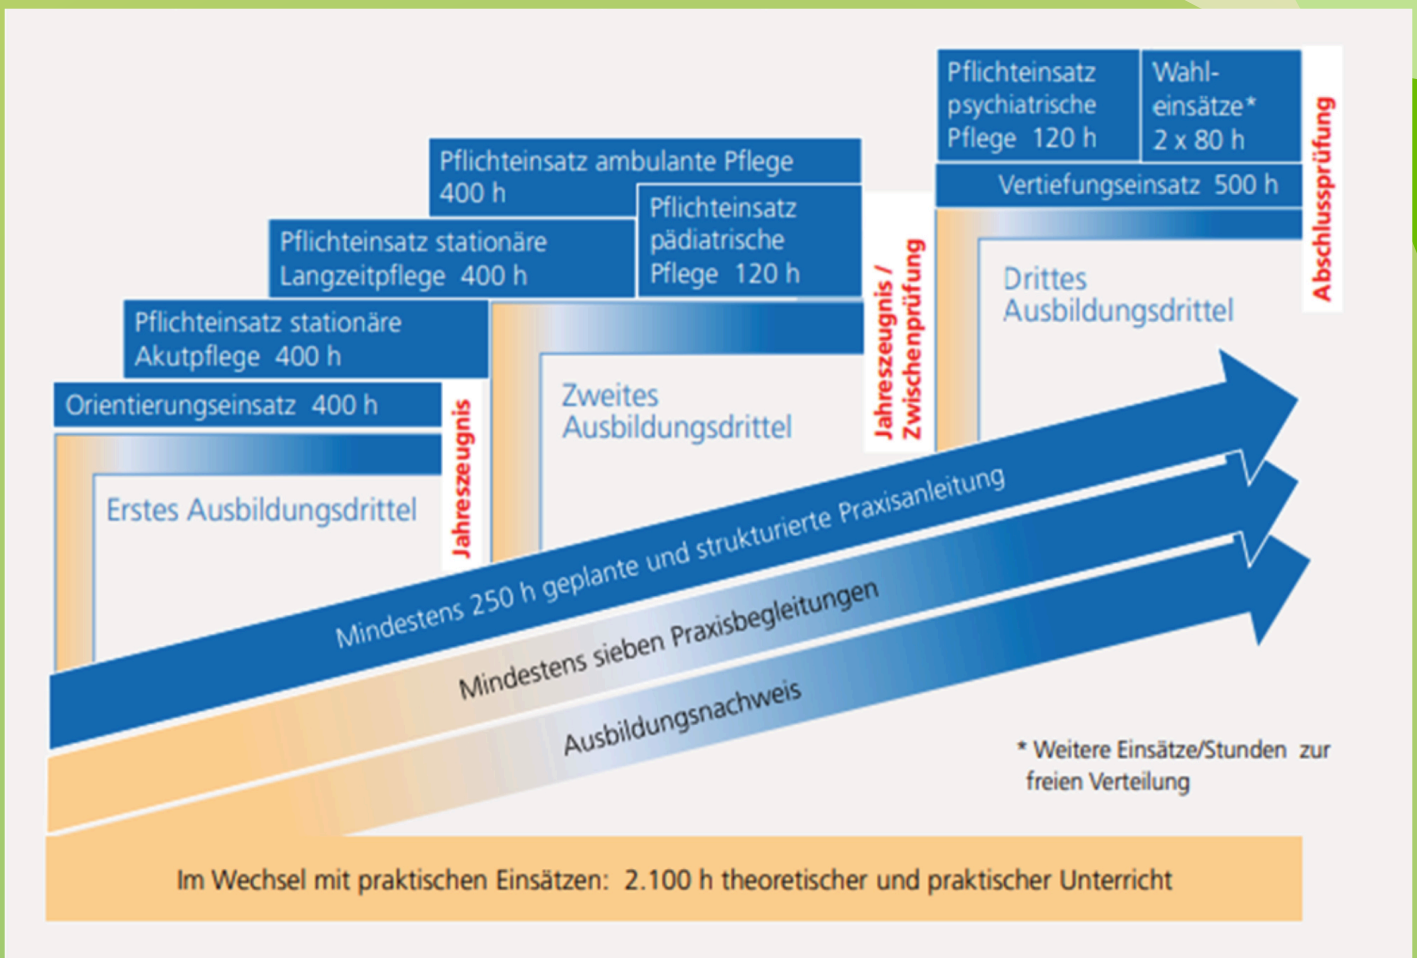 Pflichteinsatz
psychiatrische
Pflege 120 h
Wahl-
einsätze*
2 x 80 h
Vertiefungseinsatz 500 h
Abschlussprüfung
Drittes
Ausbildungsdrittel
Pflichteinsatz ambulante Pflege
400 h
Pflichteinsatz
pädiatrische
Pflege 120 h
Pflichteinsatz stationäre
Langzeitpflege 400 h
Jahreszeugnis /
Zwischenprüfung
Zweites
Ausbildungsdrittel
Pflichteinsatz stationäre
Akutpflege 400 h
Orientierungseinsatz 400 h
Jahreszeugnis
Erstes Ausbildungsdrittel
Mindestens 250 h geplante und strukturierte Praxisanleitung
Mindestens sieben Praxisbegleitungen
Ausbildungsnachweis
* Weitere Einsätze/Stunden zur
freien Verteilung
Im Wechsel mit praktischen Einsätzen: 2.100 h theoretischer und praktischer Unterricht